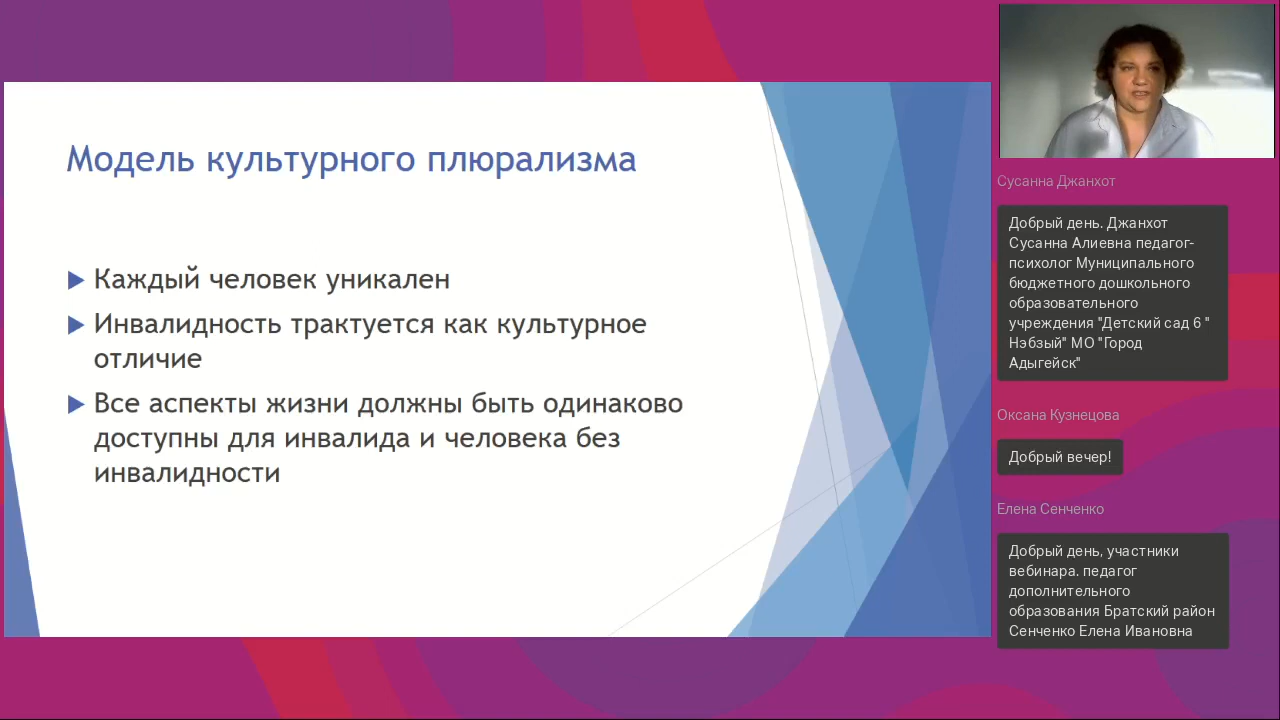 Модель культурного плюрализма
Каждый человек уникален
Инвалидность трактуется как культурное
отличие
Все аспекты жизни должны быть одинаково
доступны для инвалида и человека без
инвалидности
Сусанна Джанхот
Добрый день. Джанхот
Сусанна Алиевна педагог-
психолог Муниципального
бюджетного дошкольного
образовательного
учреждения "Детский сад 6 "
Нэбзый" МО "Город
Адыгейск"
Оксана Кузнецова
Добрый вечер!
Елена Сенченко
Добрый день, участники
вебинара. педагог
дополнительного
образования Братский район
Сенченко Елена Ивановна